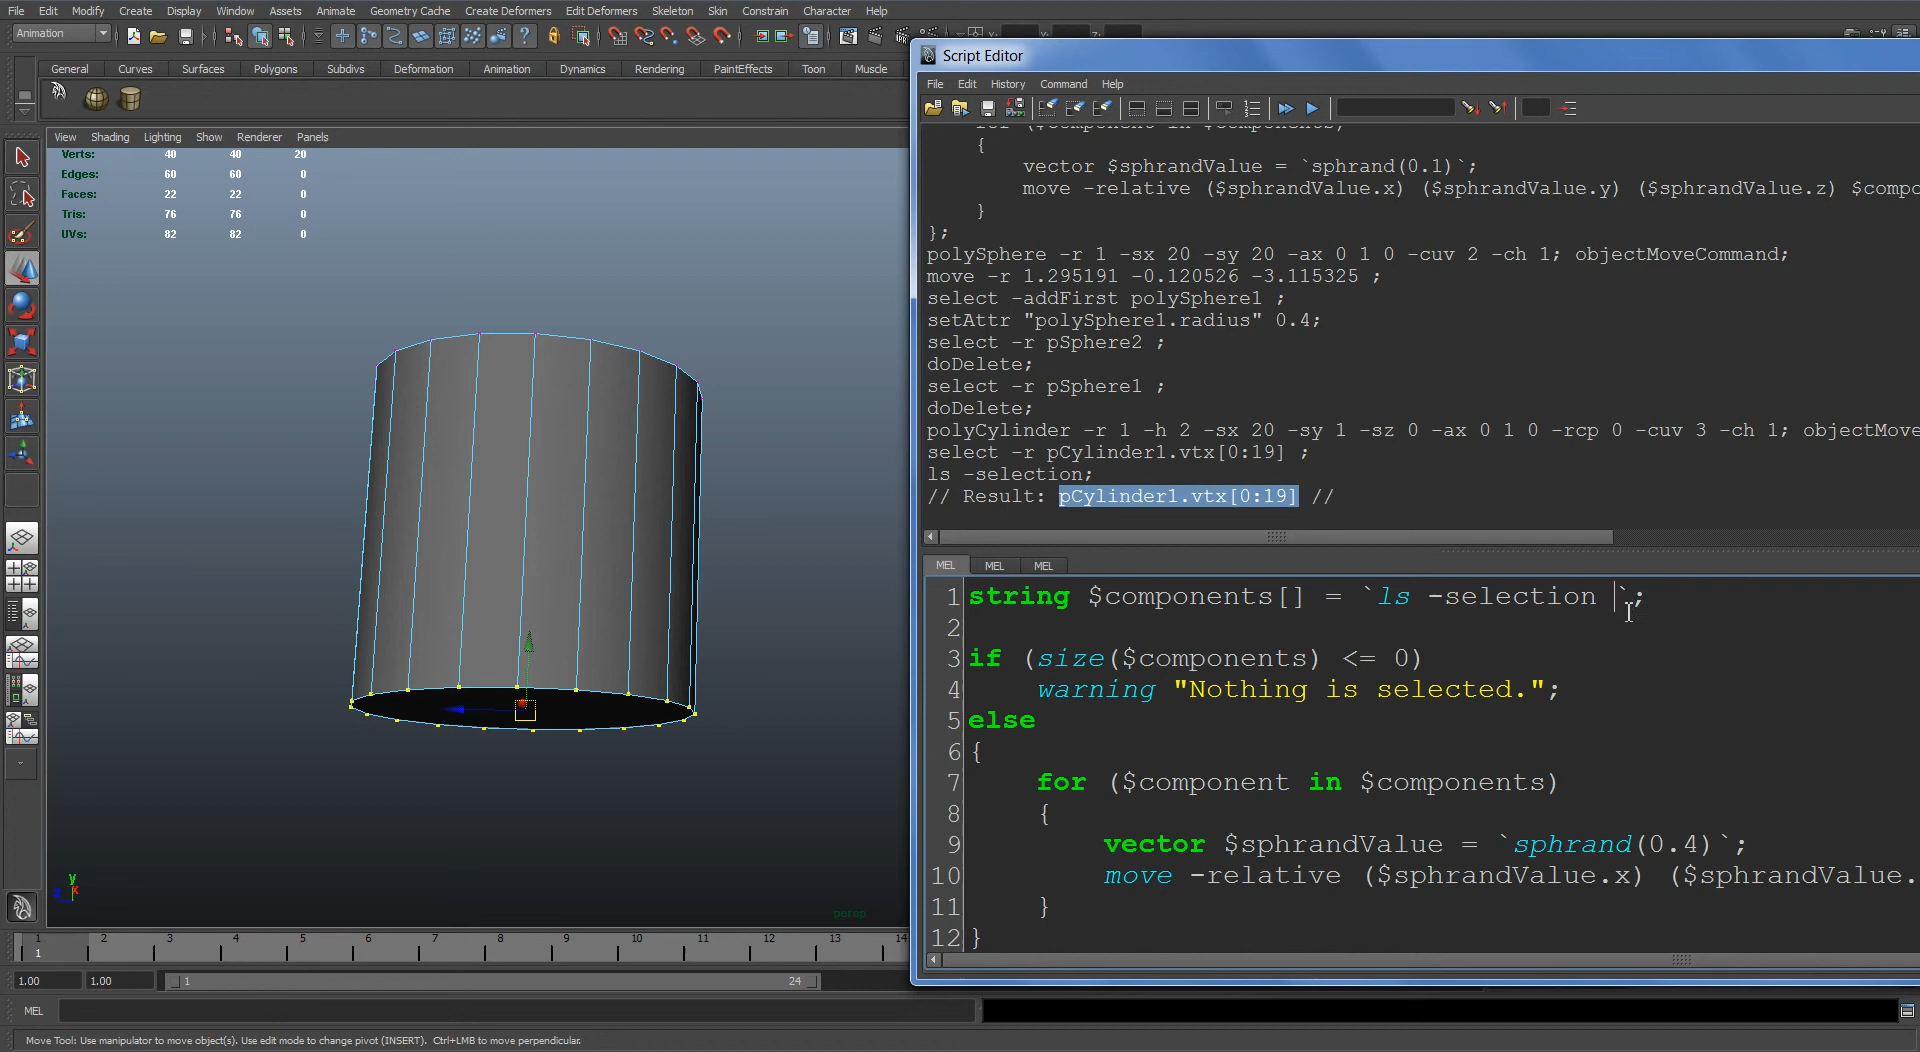 File Edit Modify Create Display Window Assets Animate Geometry Cache Create Deformers Edit Deformers Skeleton Skin Constrain Character Help
Animation
General Curves Surfaces Polygons Subdivs Deformation Animation Dynamics Rendering PaintEffects Toon Muscle
View Shading Lighting Show Renderer Panels
Verts: 40 40 20
Edges: 60 60 0
Faces: 22 22 0
Tris: 76 76 0
UVs: 82 82 0
y
z x
persp
Script Editor
File Edit History Command Help
for ($component in $components)
{
vector $sphrandValue = `sphrand(0.1)`;
move -relative ($sphrandValue.x) ($sphrandValue.y) ($sphrandValue.z) $compo
}
};
polySphere -r 1 -sx 20 -sy 20 -ax 0 1 0 -cuv 2 -ch 1; objectMoveCommand;
move -r 1.295191 -0.120526 -3.115325 ;
select -addFirst polySphere1 ;
setAttr "polySphere1.radius" 0.4;
select -r pSphere2 ;
doDelete;
select -r pSphere1 ;
doDelete;
polyCylinder -r 1 -h 2 -sx 20 -sy 1 -sz 0 -ax 0 1 0 -rcp 0 -cuv 3 -ch 1; objectMove
select -r pCylinder1.vtx[0:19] ;
ls -selection;
// Result: pCylinder1.vtx[0:19] //
MEL MEL MEL
1 string $components[] = `ls -selection `;
2
3 if (size($components) <= 0)
4 warning "Nothing is selected.";
5 else
6 {
7 for ($component in $components)
8 {
9 vector $sphrandValue = `sphrand(0.4)`;
10 move -relative ($sphrandValue.x) ($sphrandValue.
11 }
12 }
1 2 3 4 5 6 7 8 9 10 11 12 13 14
1
1.00 1.00 1 24
MEL
Move Tool: Use manipulator to move object(s). Use edit mode to change pivot (INSERT). Ctrl+LMB to move perpendicular.